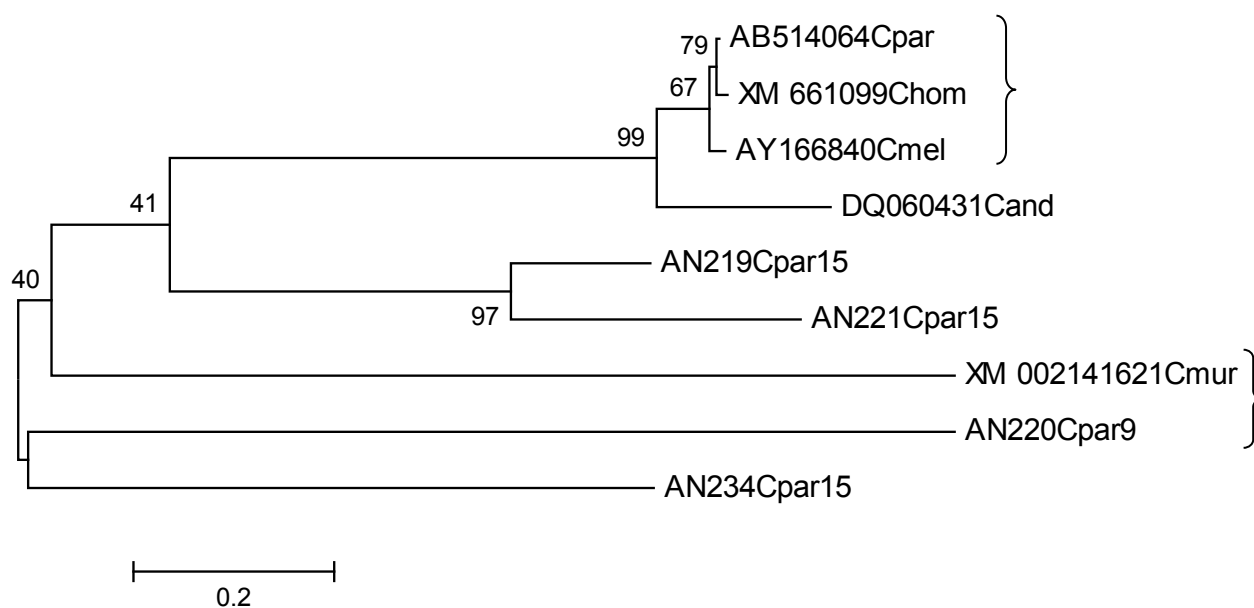 79
AB514064Cpar
67
XM 661099Chom
99
AY166840Cmel
41
DQ060431Cand
40
AN219Cpar15
97
AN221Cpar15
XM 002141621Cmur
AN220Cpar9
AN234Cpar15
0.2